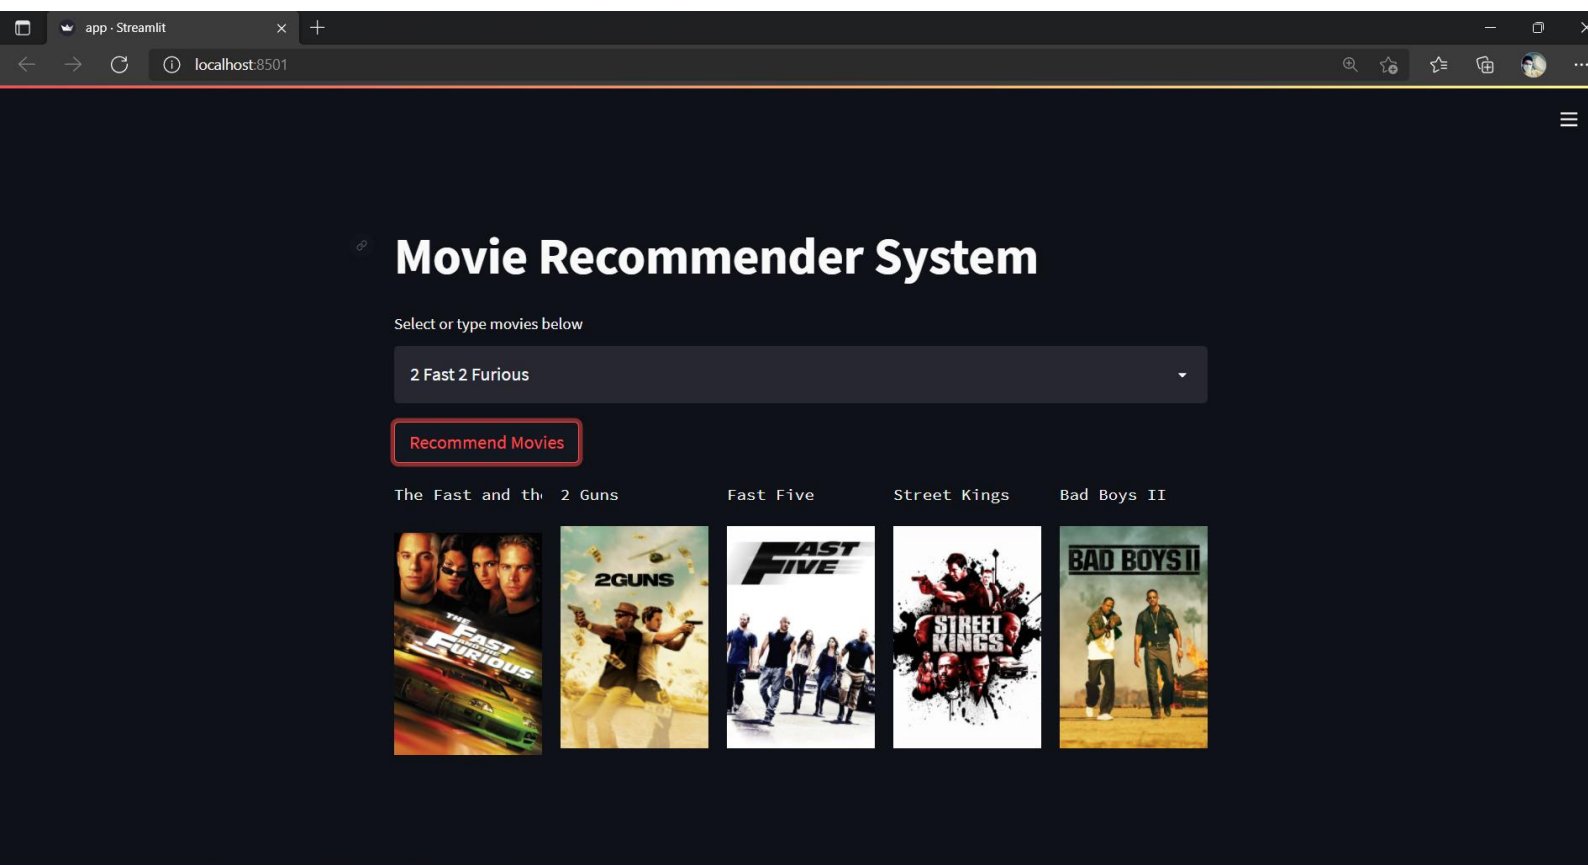 app · Streamlit
localhost:8501
Movie Recommender System
Select or type movies below
2 Fast 2 Furious
Recommend Movies
The Fast and th
2 Guns
Fast Five
Street Kings
Bad Boys II
THE
FAST
AND THE
FURIOUS
2GUNS
FAST
FIVE
STREET
KINGS
BAD BOYS II